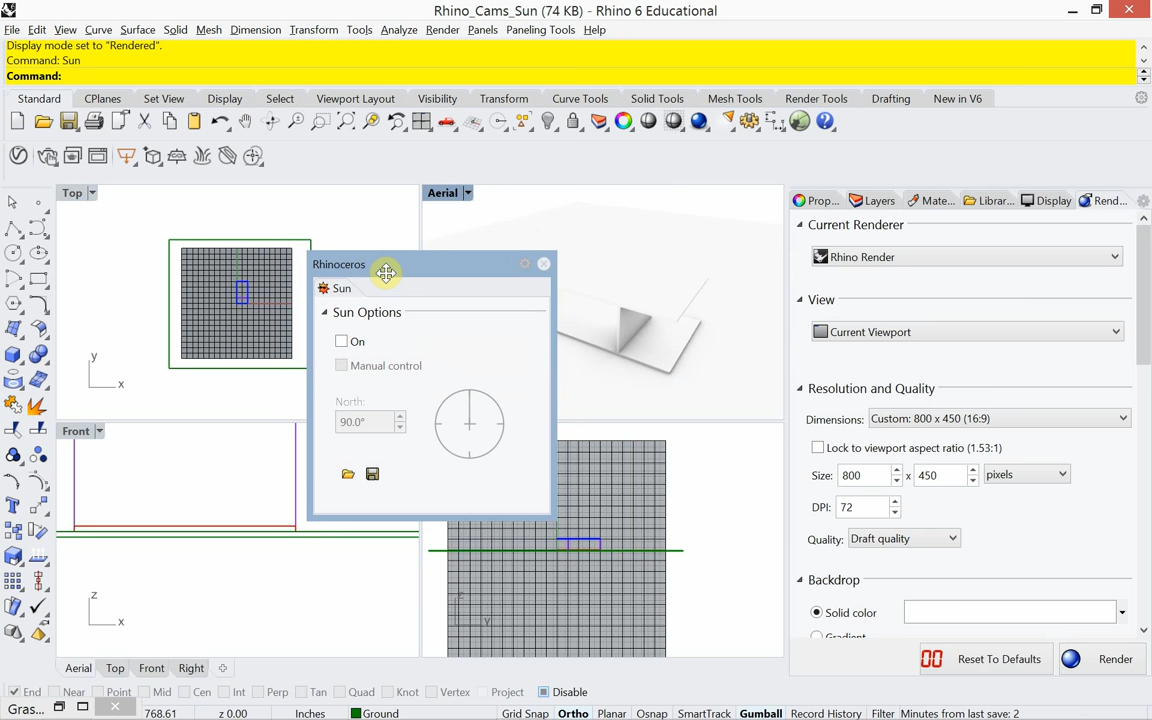 Rhino_Cams_Sun (74 KB) - Rhino 6 Educational
File Edit View Curve Surface Solid Mesh Dimension Transform Tools Analyze Render Panels Paneling Tools Help
Display mode set to "Rendered".
Command: Sun
Command:
Standard CPlanes Set View Display Select Viewport Layout Visibility Transform Curve Tools Solid Tools Mesh Tools Render Tools Drafting New in V6
Top
Aerial
Prop... Layers Mate... Librar... Display Rend...
Current Renderer
Rhino Render
View
Current Viewport
Resolution and Quality
Dimensions: Custom: 800 x 450 (16:9)
Lock to viewport aspect ratio (1.53:1)
Size: 800 x 450 pixels
DPI: 72
Quality: Draft quality
Backdrop
Solid color
Gradient
Reset To Defaults Render
Rhinoceros
Sun
Sun Options
On
Manual control
North:
90.0°
y
x
Front
z
x
z
y
Aerial Top Front Right
End Near Point Mid Cen Int Perp Tan Quad Knot Vertex Project Disable
Gras... 768.61 z 0.00 Inches Ground Grid Snap Ortho Planar Osnap SmartTrack Gumball Record History Filter Minutes from last save: 2